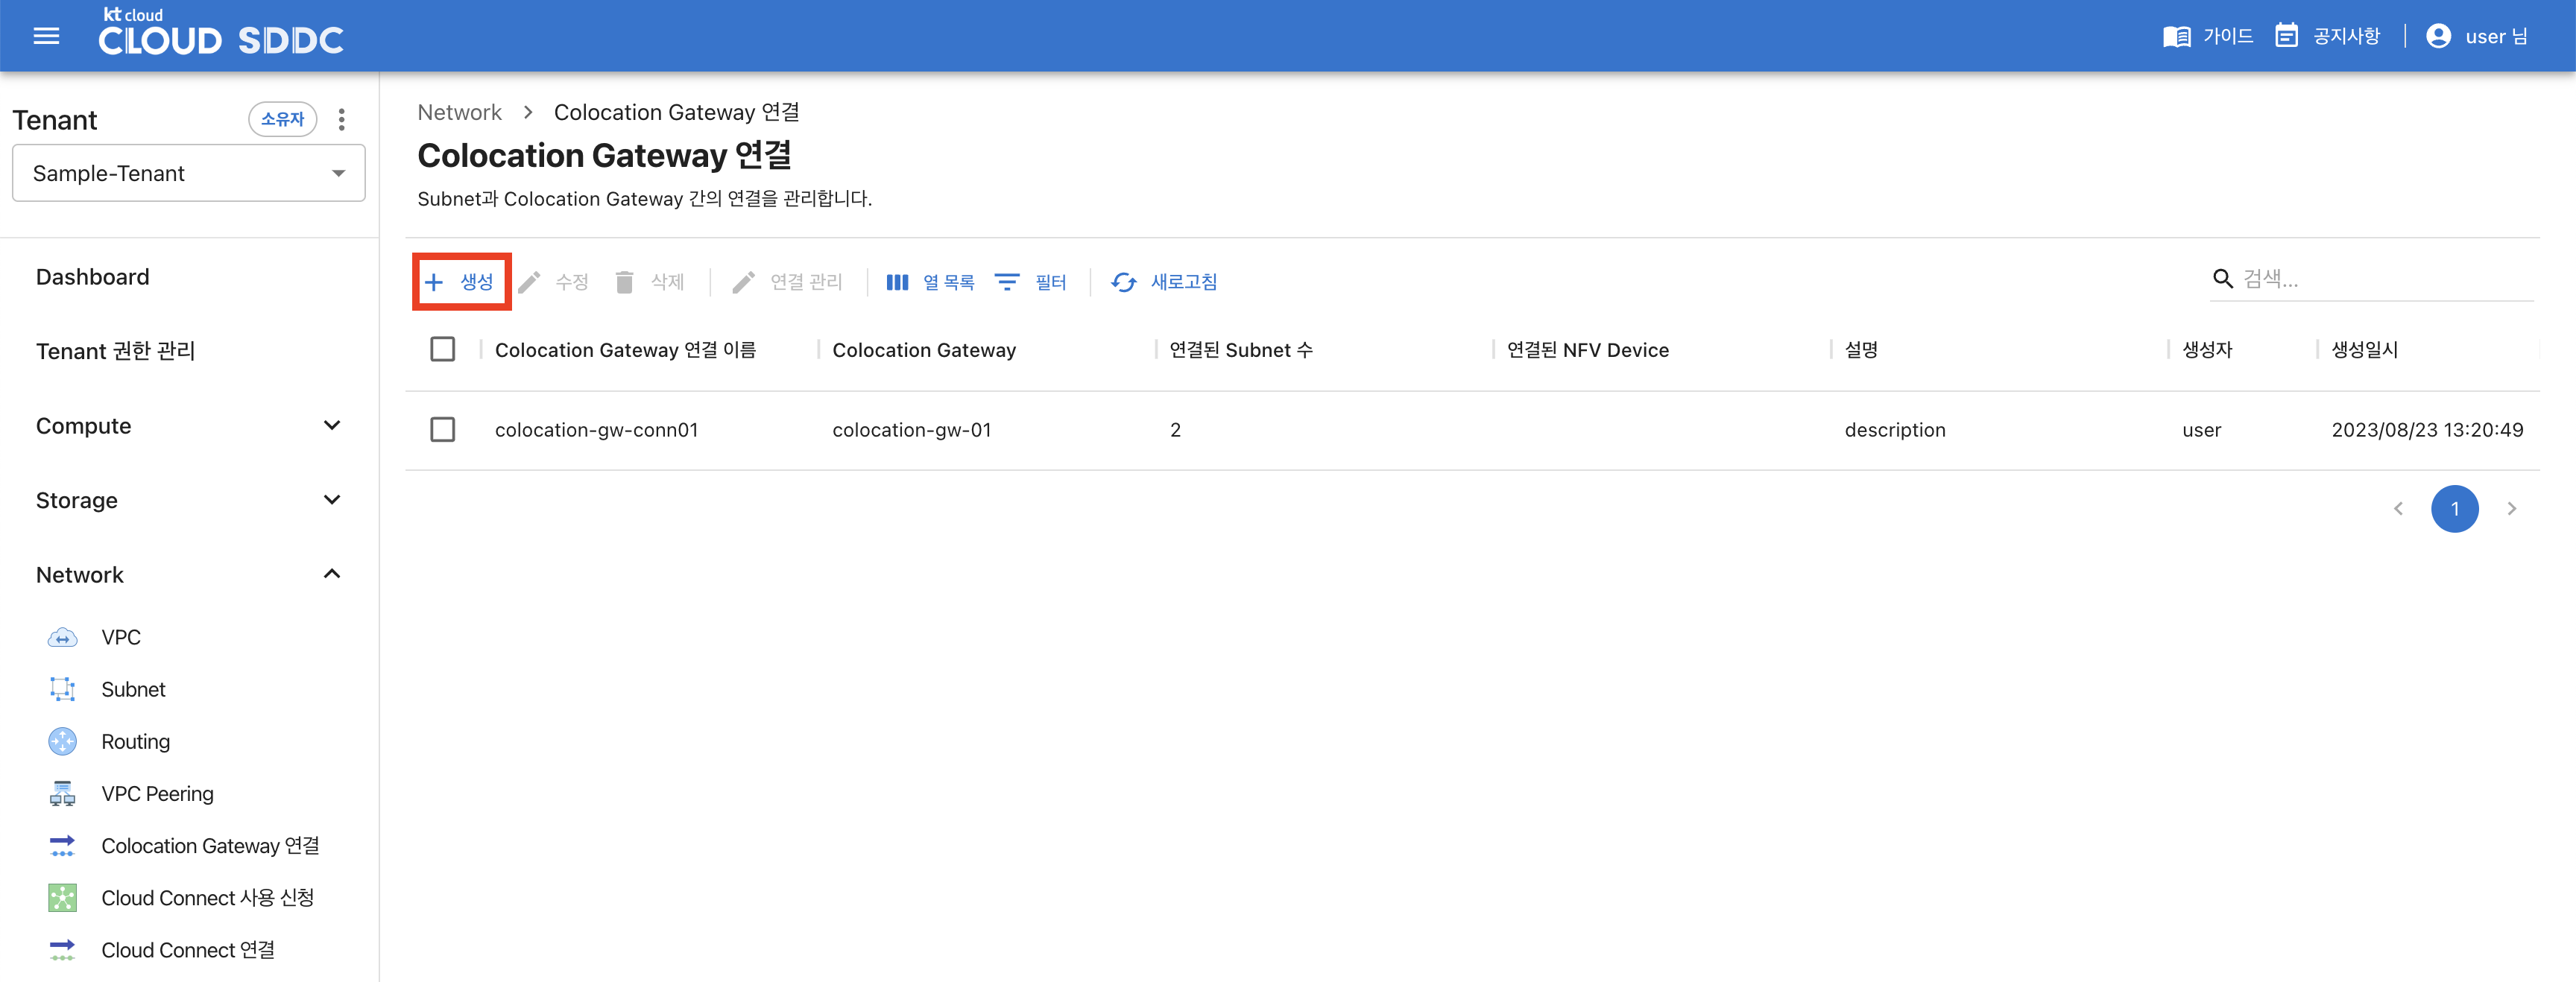 kt cloud
CLOUD SDDC
가이드
공지사항
user 님
Tenant
소유자
Sample-Tenant
Dashboard
Tenant 권한 관리
Compute
Storage
Network
VPC
Subnet
Routing
VPC Peering
Colocation Gateway 연결
Cloud Connect 사용 신청
Cloud Connect 연결
Network > Colocation Gateway 연결
Colocation Gateway 연결
Subnet과 Colocation Gateway 간의 연결을 관리합니다.
+ 생성 수정 삭제 연결 관리 열 목록 필터 새로고침 검색...
Colocation Gateway 연결 이름 Colocation Gateway 연결된 Subnet 수 연결된 NFV Device 설명 생성자 생성일시
colocation-gw-conn01 colocation-gw-01 2 description user 2023/08/23 13:20:49
1